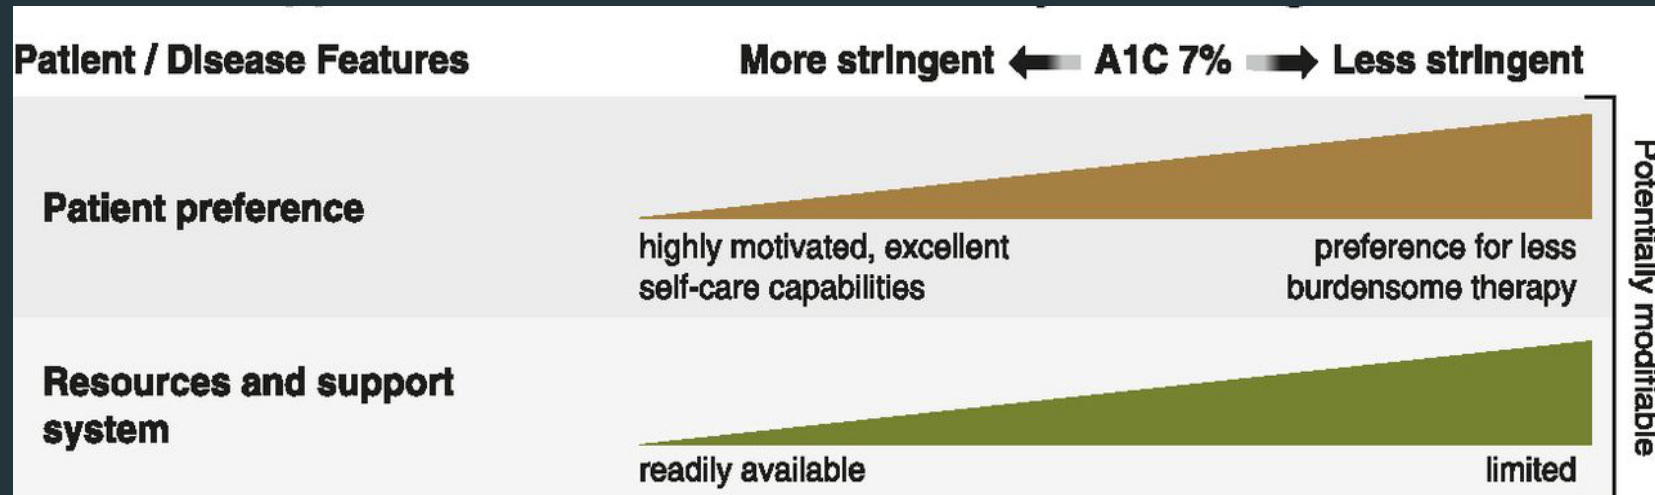 Patient / Disease Features
More stringent A1C 7% Less stringent
Patient preference
highly motivated, excellent
self-care capabilities
preference for less
burdensome therapy
Resources and support
system
readily available
limited
Potentially modifiable